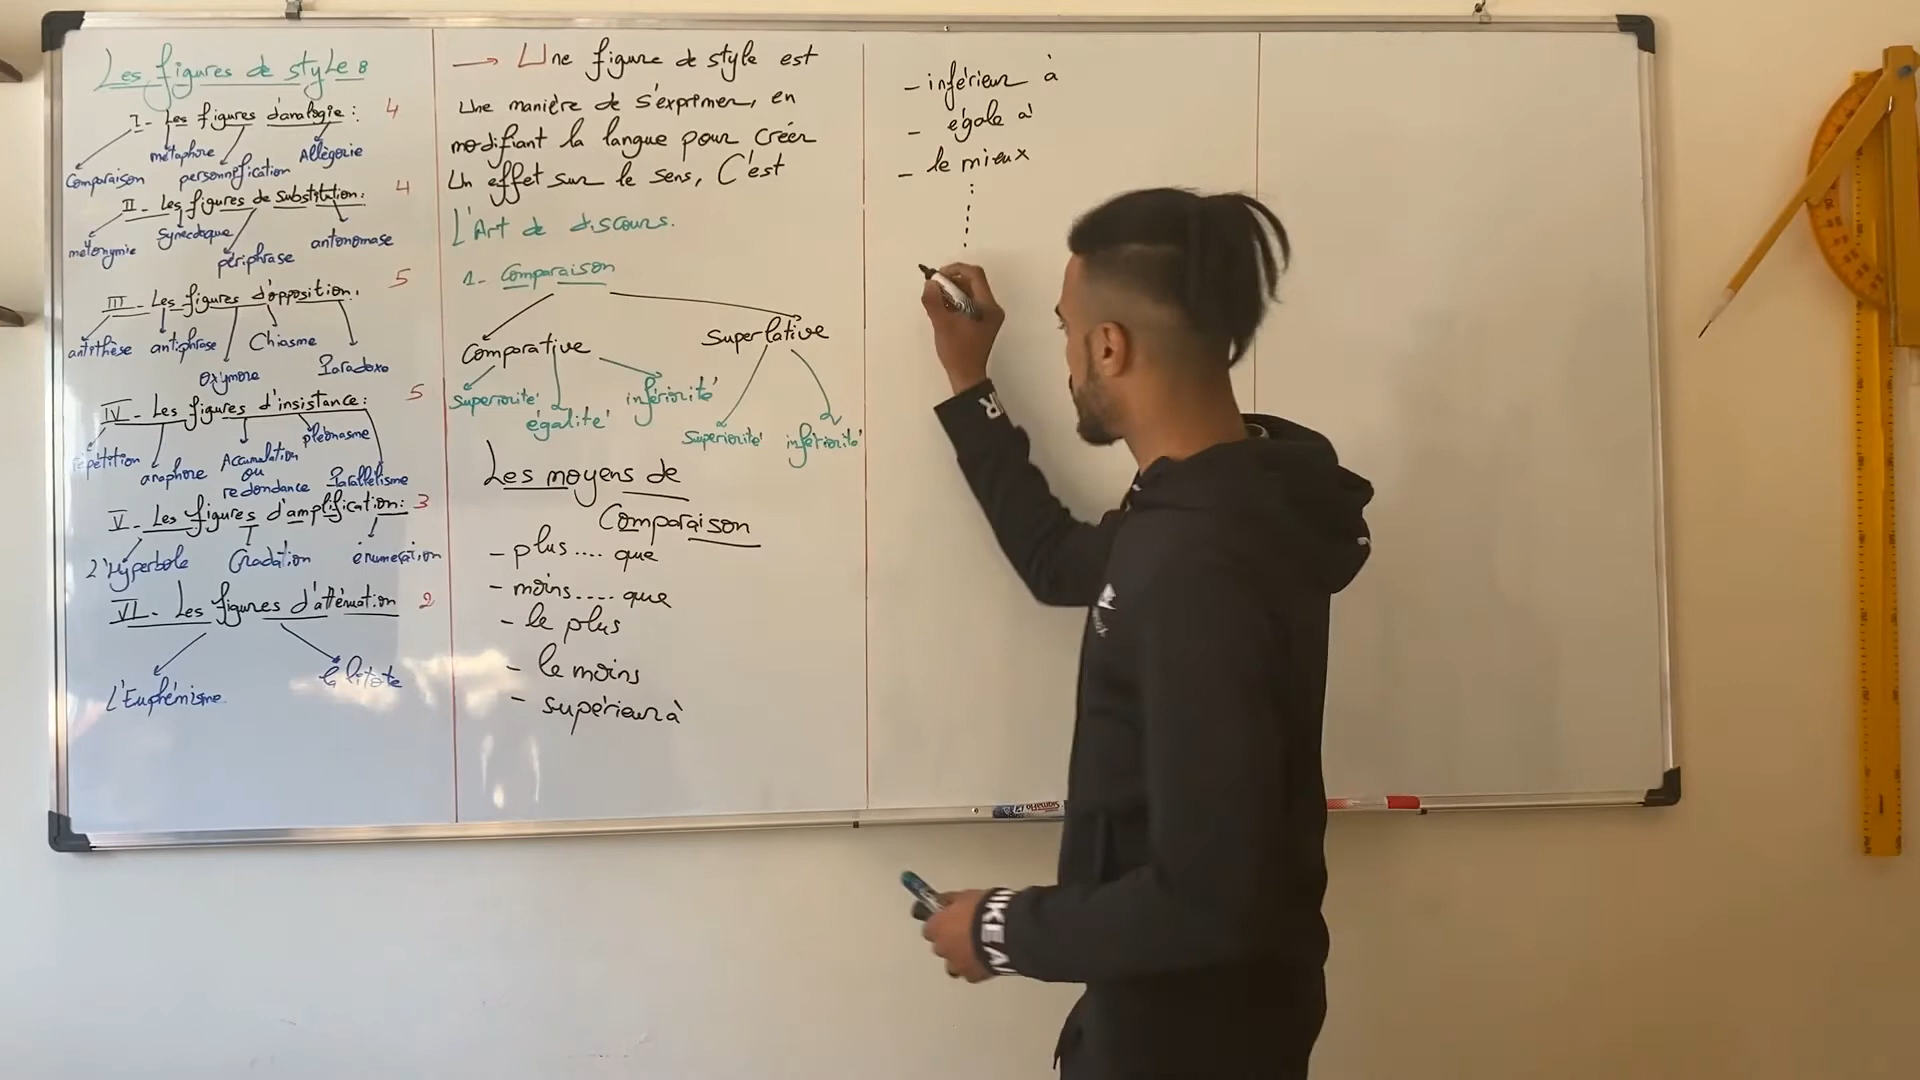 Les figures de style :
I- Les figures d'analogie : 4
métaphore
Allégorie
Comparaison
personnification
II- Les figures de substitution : 4
synecdoque
métonymie
antonomase
périphrase
III- Les figures d'opposition. 5
antithèse
antiphrase
Chiasme
Oxymore
Paradoxe
IV- Les figures d'insistance : 5
répétition
anaphore
Accumulation
ou
redondance
pléonasme
Parallélisme
V- Les figures d'amplification : 3
L'Hyperbole
Gradation
énumération
VI- Les figures d'atténuation 2
L'Euphémisme.
la litote
→ Une figure de style est
Une manière de s'exprimer, en
modifiant la langue pour créer
Un effet sur le sens, C'est
L'Art de discours.
1- Comparaison
Comparative
Superlative
superiorité
égalité
infériorité
Superiorité
infériorité
Les moyens de
Comparaison
- plus .... que
- moins .... que
- le plus
- le moins
- supérieur à
- inférieur à
- égale à
- le mieux